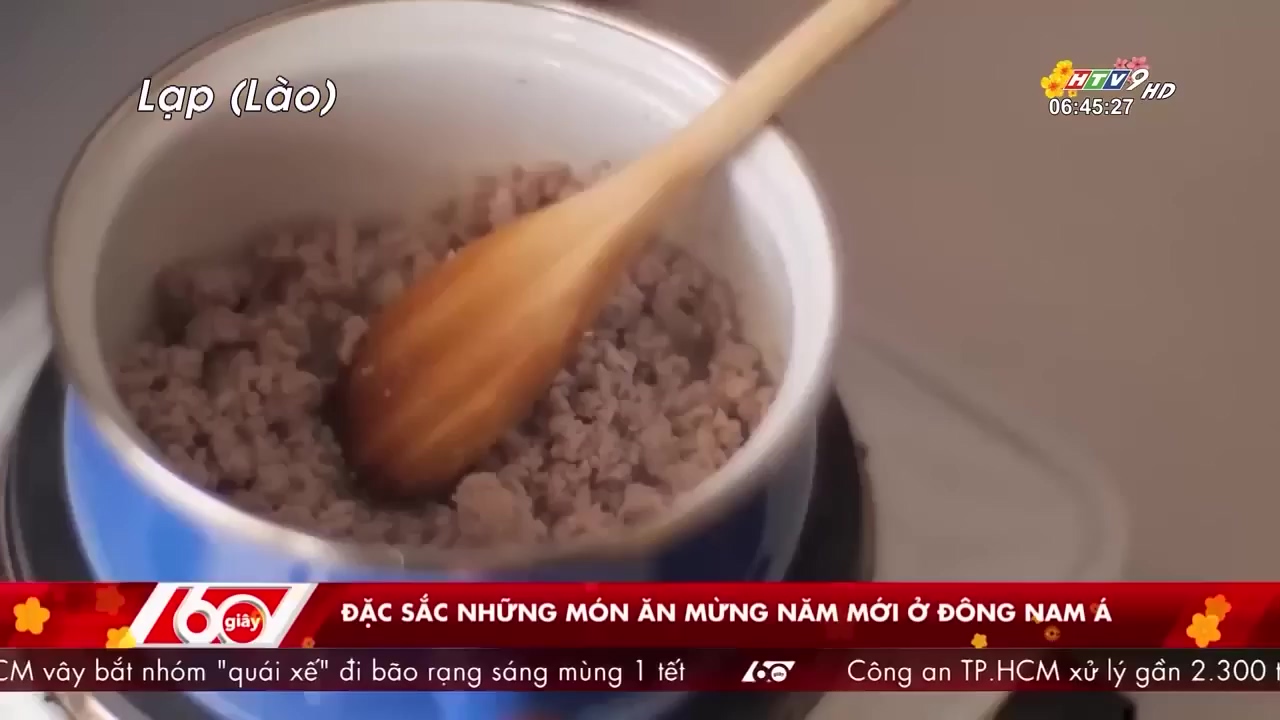 Lạp (Lào)
HTV9 HD
06:45:27
60 giây
ĐẶC SẮC NHỮNG MÓN ĂN MỪNG NĂM MỚI Ở ĐÔNG NAM Á
CM vây bắt nhóm "quái xế" đi bão rạng sáng mùng 1 tết 60 giây Công an TP.HCM xử lý gần 2.300 t